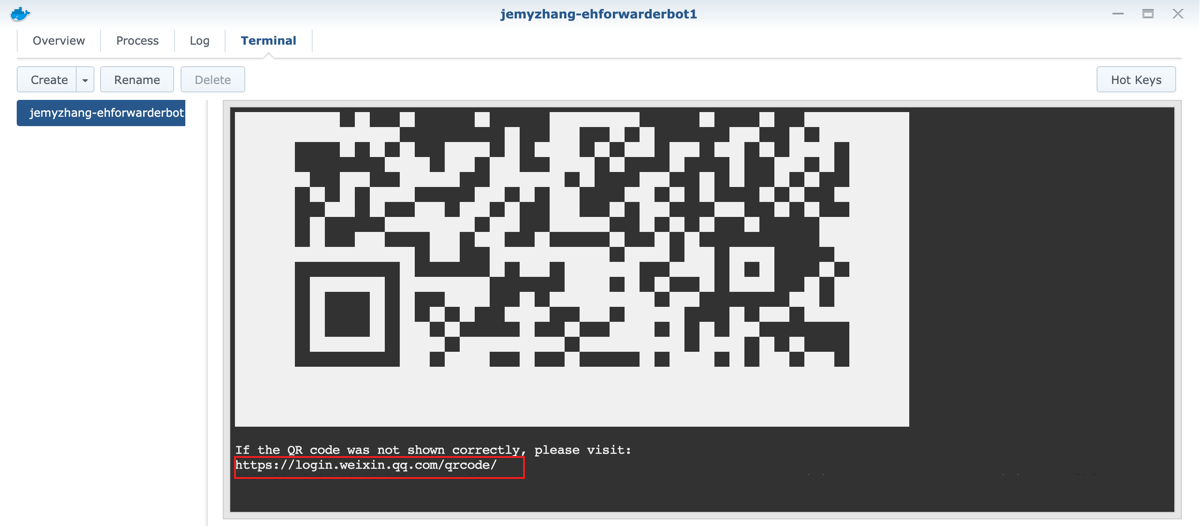 jemyzhang-ehforwarderbot1
Overview
Process
Log
Terminal
Create
Rename
Delete
Hot Keys
jemyzhang-ehforwarderbot
If the QR code was not shown correctly, please visit:
https://login.weixin.qq.com/qrcode/